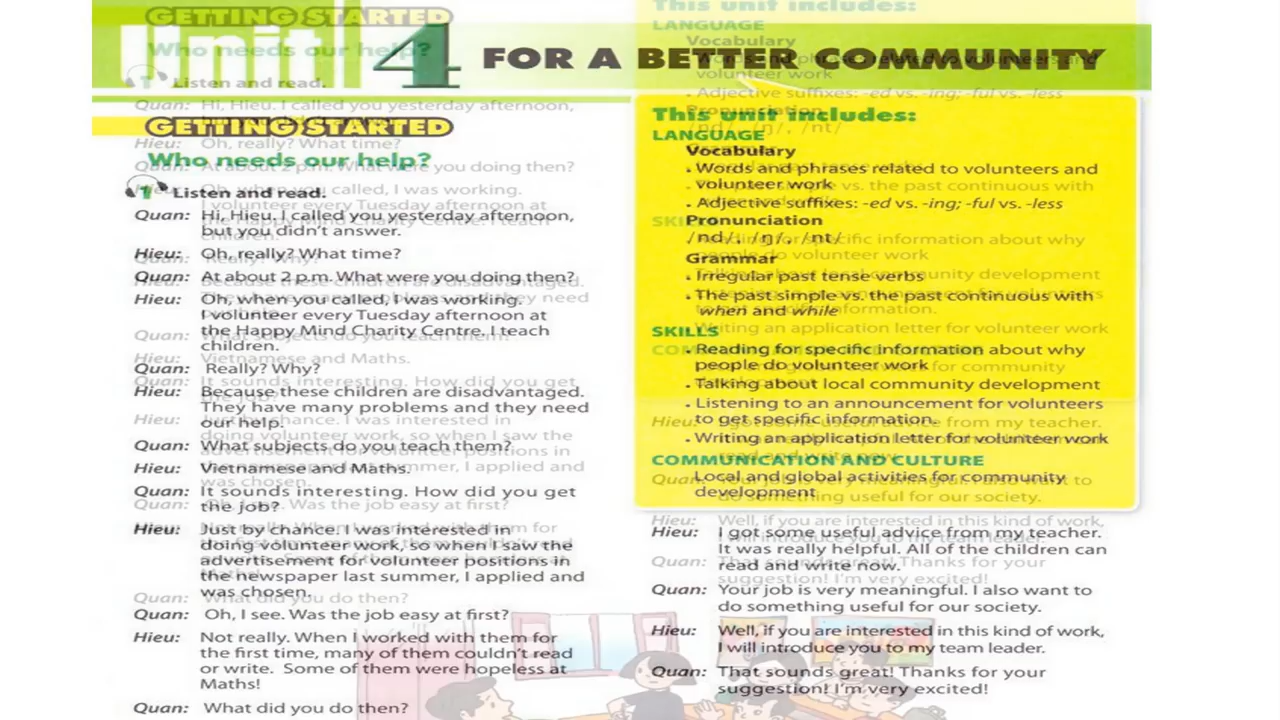 Unit 4 FOR A BETTER COMMUNITY
GETTING STARTED
Who needs our help?
1 Listen and read.
Quan: Hi, Hieu. I called you yesterday afternoon,
but you didn't answer.
Hieu: Oh, really? What time?
Quan: At about 2 p.m. What were you doing then?
Hieu: Oh, when you called, I was working.
I volunteer every Tuesday afternoon at
the Happy Mind Charity Centre. I teach
children.
Quan: Really? Why?
Hieu: Because these children are disadvantaged.
They have many problems and they need
our help.
Quan: What subjects do you teach them?
Hieu: Vietnamese and Maths.
Quan: It sounds interesting. How did you get
the job?
Hieu: Just by chance. I was interested in
doing volunteer work, so when I saw the
advertisement for volunteer positions in
the newspaper last summer, I applied and
was chosen.
Quan: Oh, I see. Was the job easy at first?
Hieu: Not really. When I worked with them for
the first time, many of them couldn't read
or write. Some of them were hopeless at
Maths!
Quan: What did you do then?
This unit includes:
LANGUAGE
Vocabulary
• Words and phrases related to volunteers and
volunteer work
• Adjective suffixes: -ed vs. -ing; -ful vs. -less
Pronunciation
/nd/, /ŋ/, /nt/
Grammar
• Irregular past tense verbs
• The past simple vs. the past continuous with
when and while
SKILLS
• Reading for specific information about why
people do volunteer work
• Talking about local community development
• Listening to an announcement for volunteers
to get specific information.
• Writing an application letter for volunteer work
COMMUNICATION AND CULTURE
Local and global activities for community
development
Hieu: I got some useful advice from my teacher.
It was really helpful. All of the children can
read and write now.
Quan: Your job is very meaningful. I also want to
do something useful for our society.
Hieu: Well, if you are interested in this kind of work,
I will introduce you to my team leader.
Quan: That sounds great! Thanks for your
suggestion! I'm very excited!